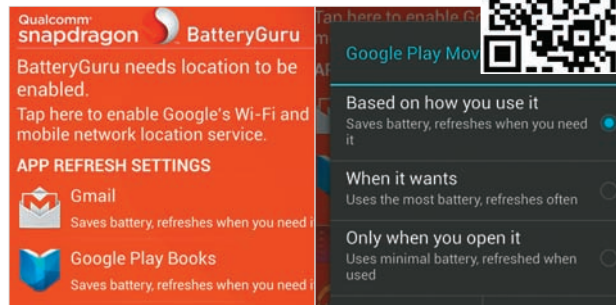 Qualcomm
snapdragon BatteryGuru
BatteryGuru needs location to be
enabled.
Tap here to enable Google's Wi-Fi and
mobile network location service.
APP REFRESH SETTINGS
Gmail
Saves battery, refreshes when you need i
Google Play Books
Saves battery, refreshes when you need i
Tap here to enable G
Google Play Mov
Based on how you use it
Saves battery, refreshes when you need
it
When it wants
Uses the most battery, refreshes often
Only when you open it
Uses minimal battery, refreshed when
used